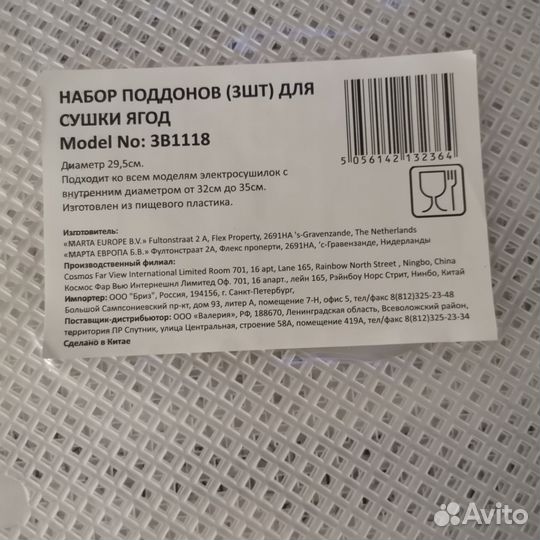 НАБОР ПОДДОНОВ (3ШТ) ДЛЯ
СУШКИ ЯГОД
Model No: 3B1118
Диаметр 29,5см.
Подходит ко всем моделям электросушилок с
внутренним диаметром от 32см до 35см.
Изготовлен из пищевого пластика.
5 056142 132364
Изготовитель:
«MARTA EUROPE B.V.» Fultonstraat 2 A, Flex Property, 2691HA 's-Gravenzande, The Netherlands
«МАРТА ЕВРОПА Б.В.» Фултонстраат 2А, Флекс проперти, 2691HA, 'с-Гравензанде, Нидерланды
Производственный филиал:
Cosmos Far View International Limited Room 701, 16 apt, Lane 165, Rainbow North Street , Ningbo, China
Космос Фар Вью Интернешнл Лимитед Оф. 701, 16 апарт., лейн 165, Рэйнбоу Норс Стрит, Нинбо, Китай
Импортер: ООО "Бриз", Россия, 194156, г. Санкт-Петербург,
Большой Сампсониевский пр-кт, дом 93, литер А, помещение 7-Н, офис 5, тел/факс 8(812)325-23-48
Поставщик-дистрибьютор: ООО «Валерия», РФ, 188670, Ленинградская область, Всеволожский район,
территория ПР Спутник, улица Центральная, строение 58А, помещение 419А, тел/факс 8(812)325-23-34
Сделано в Китае
Avito